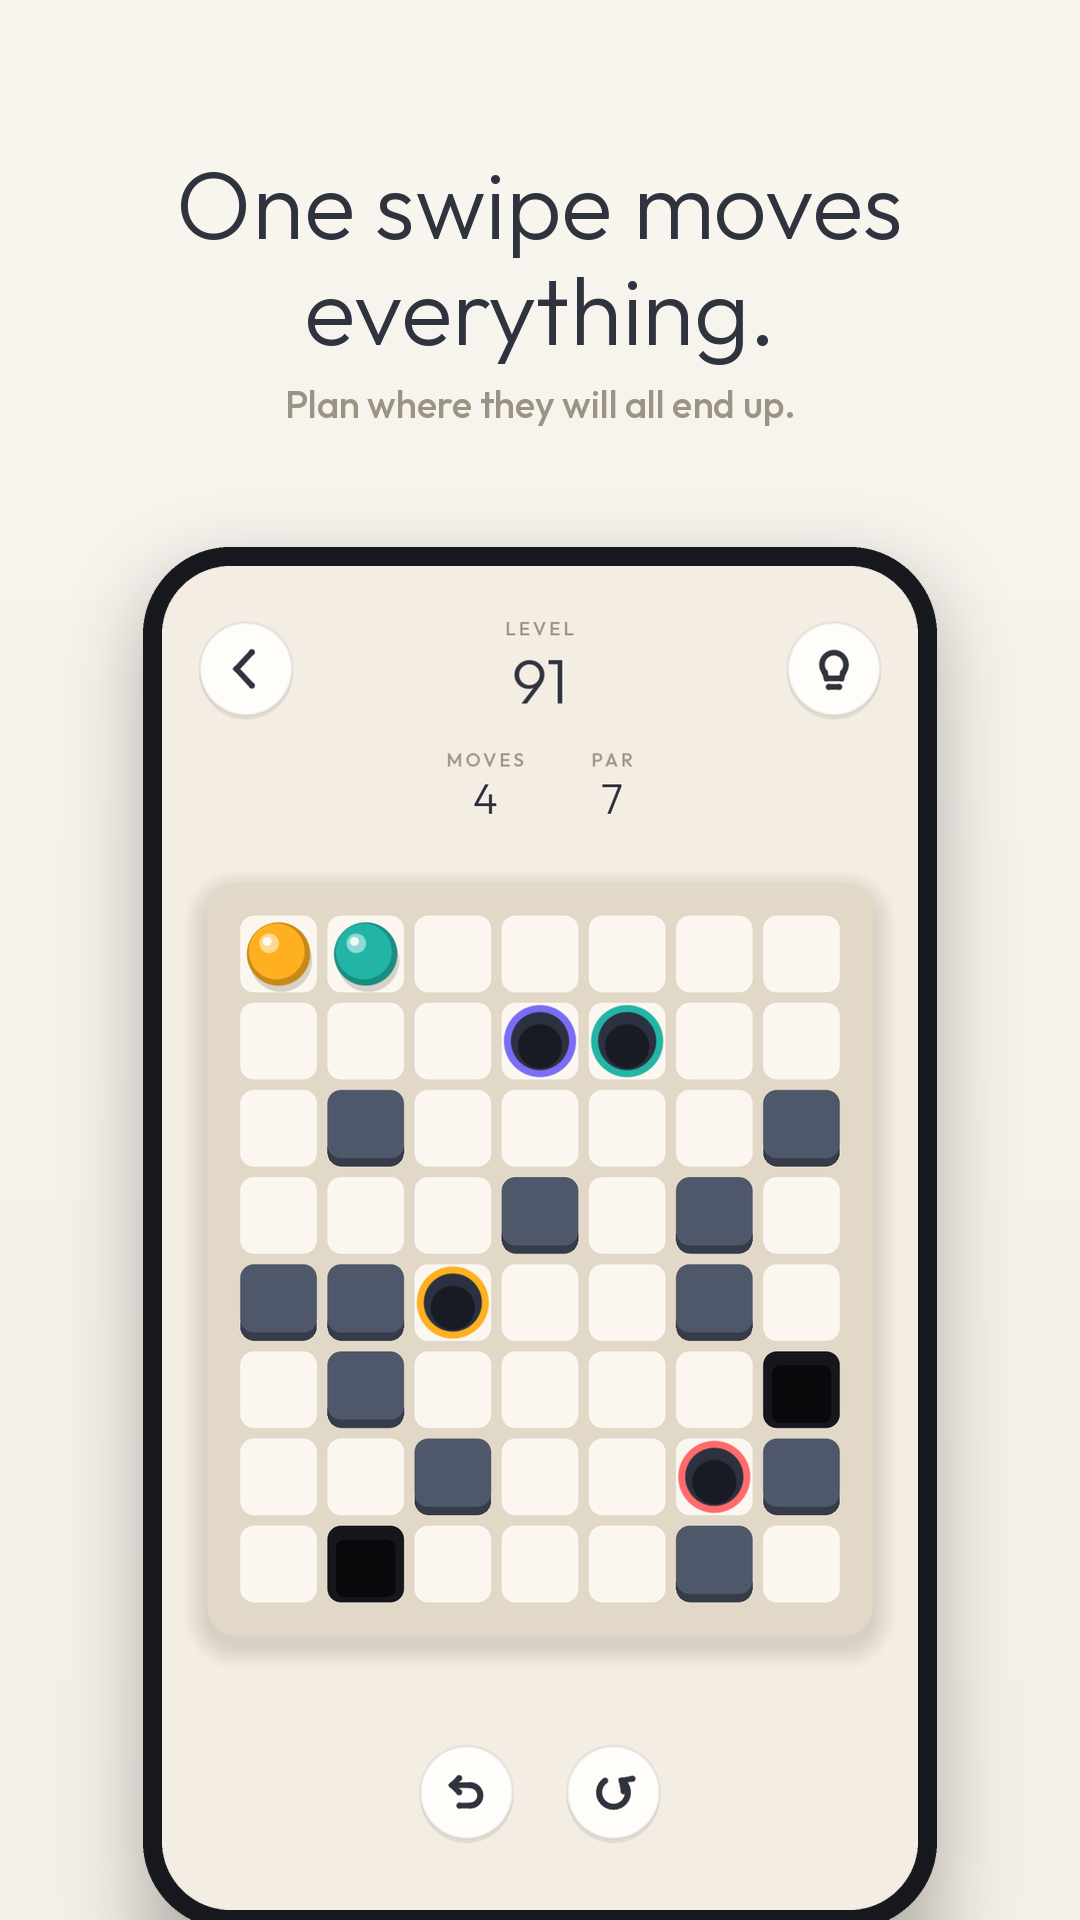 One swipe moves
everything.
Plan where they will all end up.
LEVEL
91
MOVES PAR
4 7